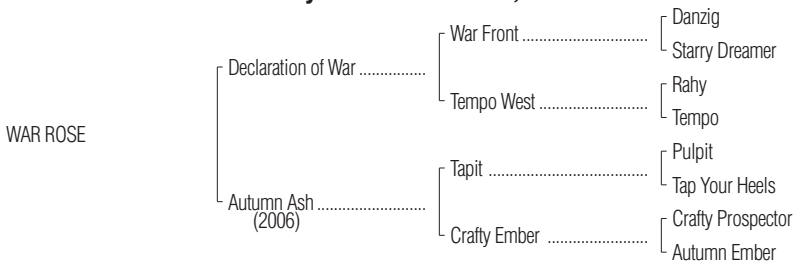 Danzig
War Front ..........................
Starry Dreamer
Declaration of War ................
Rahy
Tempo West ......................
Tempo
WAR ROSE
Pulpit
Tapit .................................
Tap Your Heels
Autumn Ash ..........................
(2006)
Crafty Prospector
Crafty Ember ........................
Autumn Ember